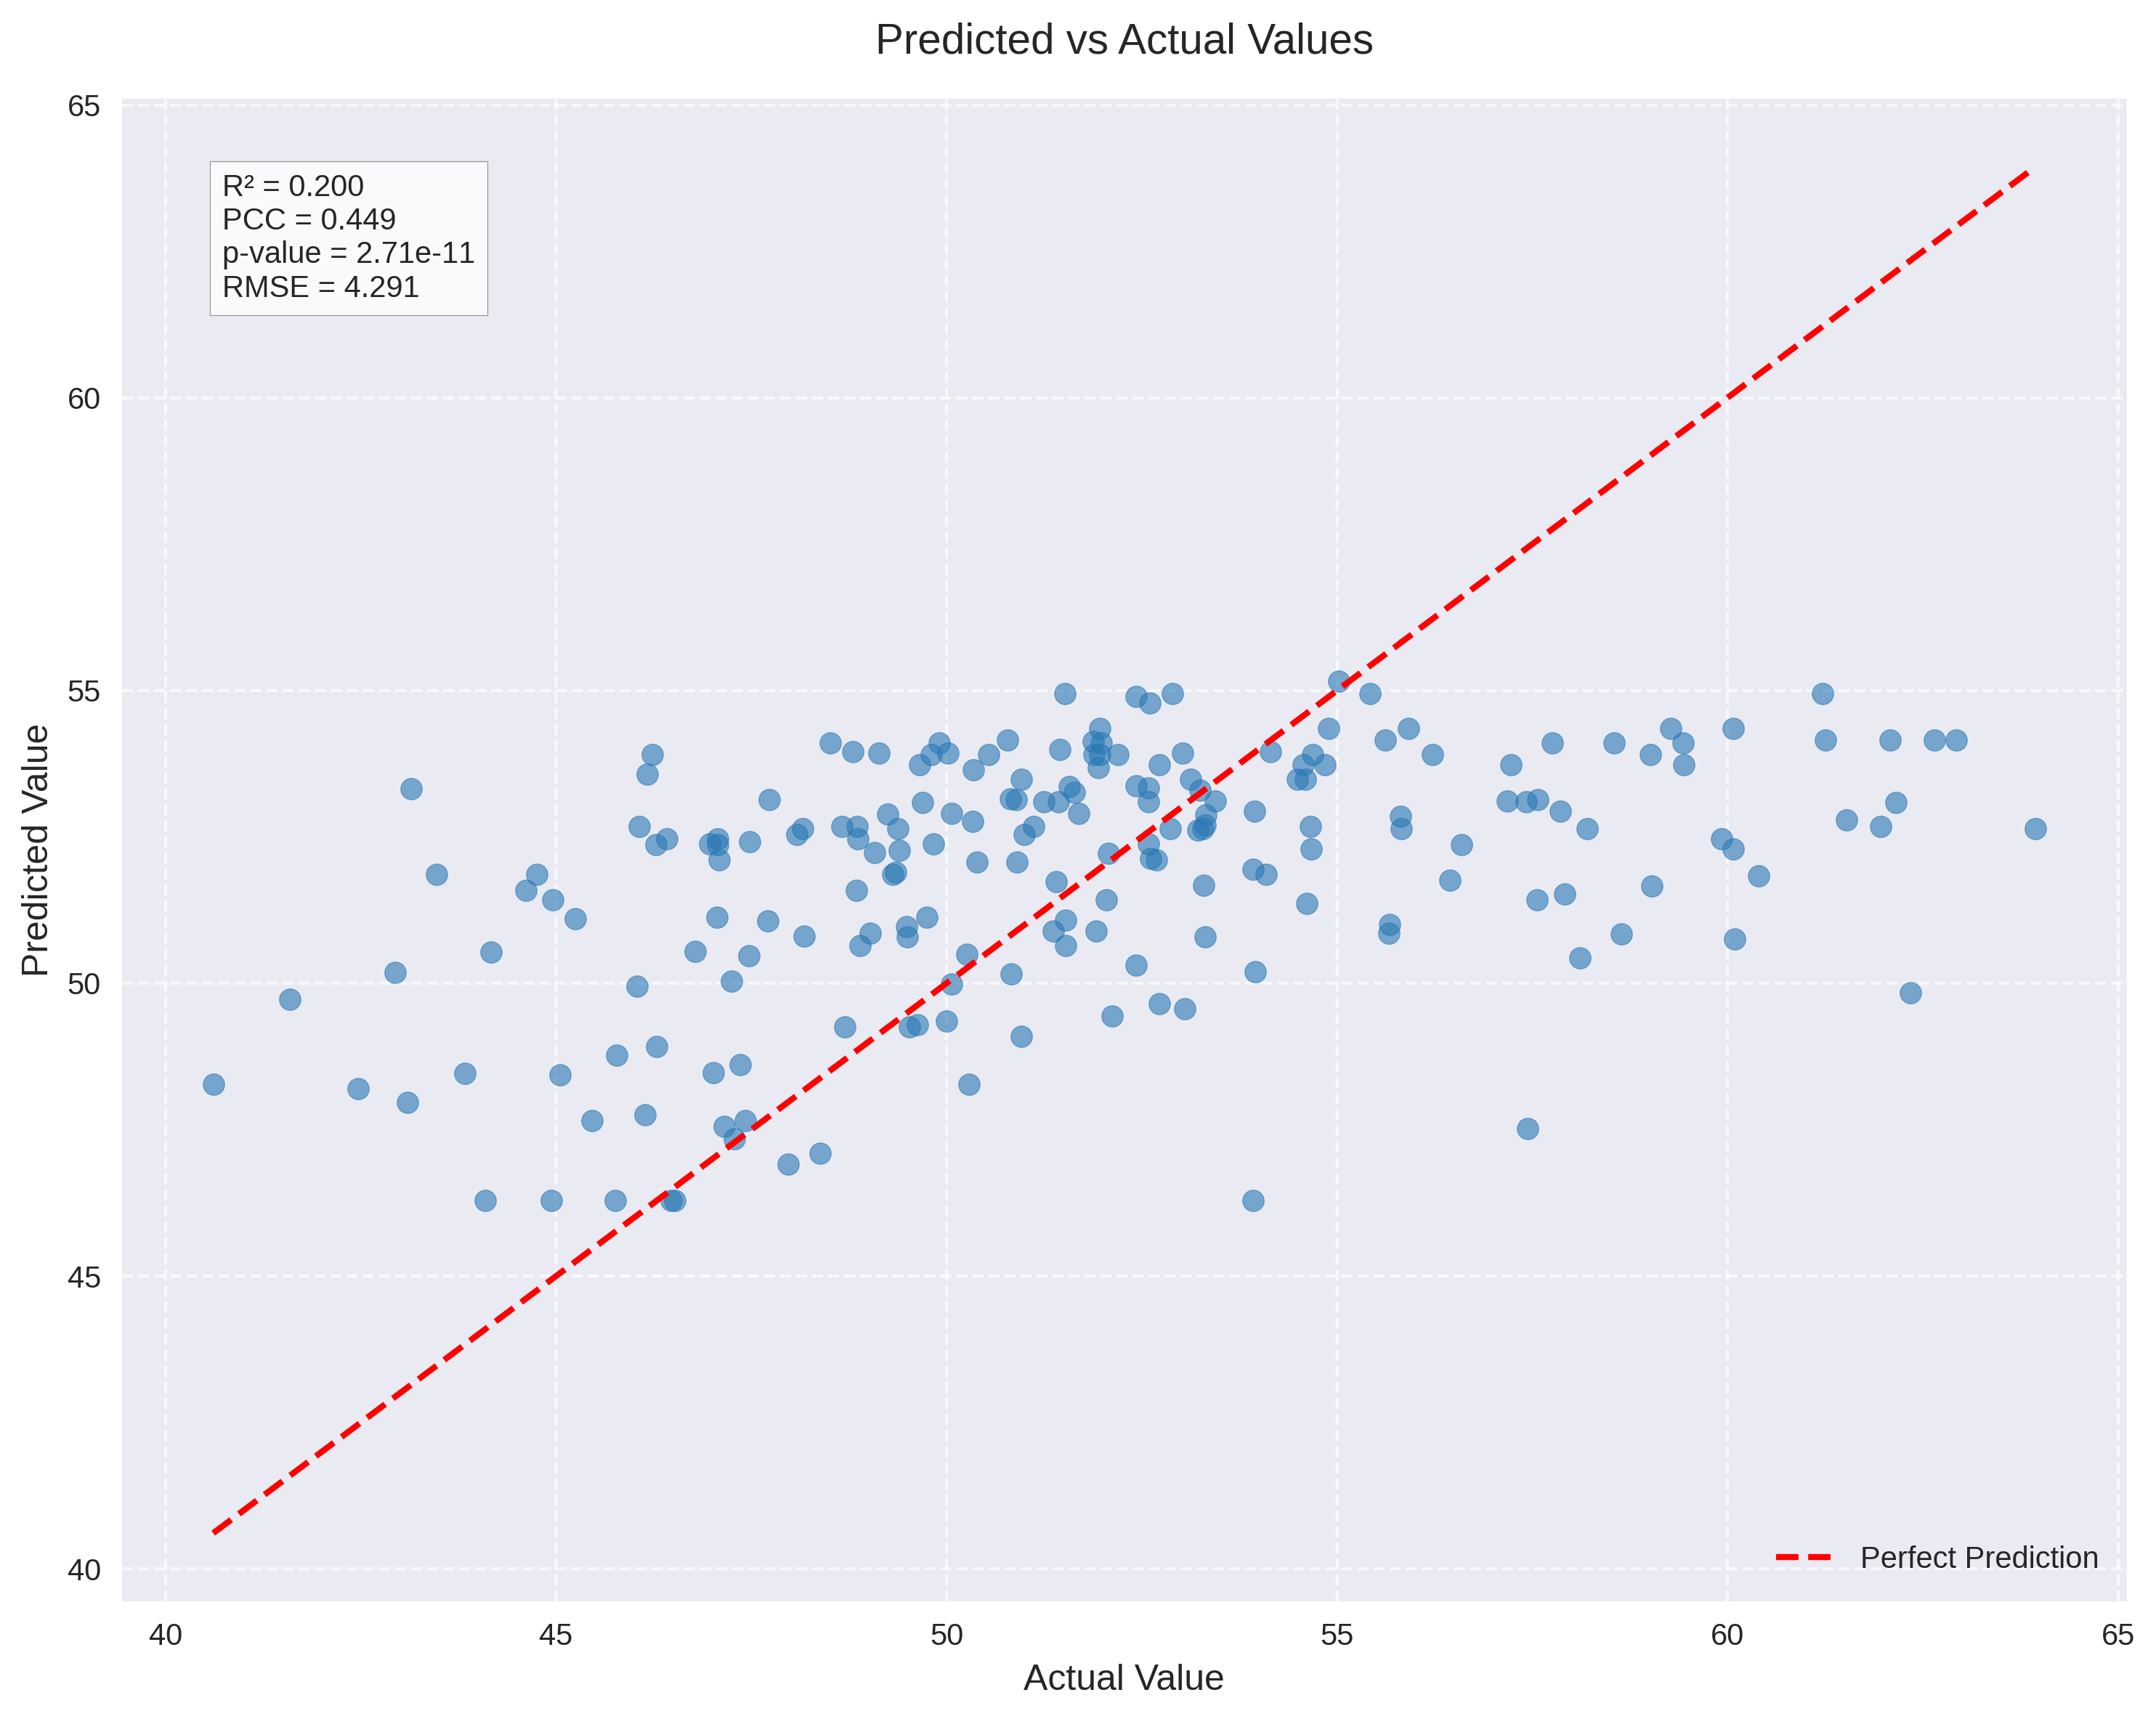 Predicted vs Actual Values
65
60
55
50
45
40
Predicted Value
R² = 0.200
PCC = 0.449
p-value = 2.71e-11
RMSE = 4.291
Perfect Prediction
40 45 50 55 60 65
Actual Value